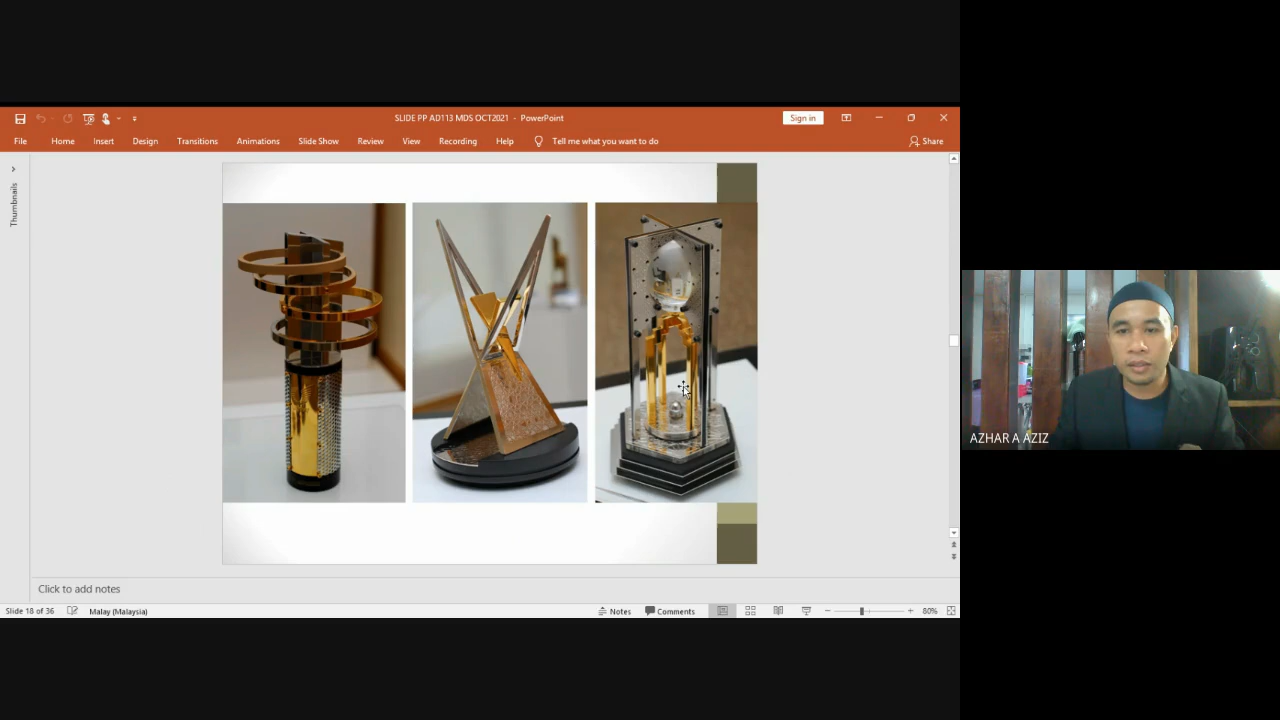 SLIDE PP AD113 MDS OCT2021 - PowerPoint
Sign in
File Home Insert Design Transitions Animations Slide Show Review View Recording Help Tell me what you want to do Share
Thumbnails
AZHAR A AZIZ
Click to add notes
Slide 18 of 36 Malay (Malaysia) Notes Comments 80%